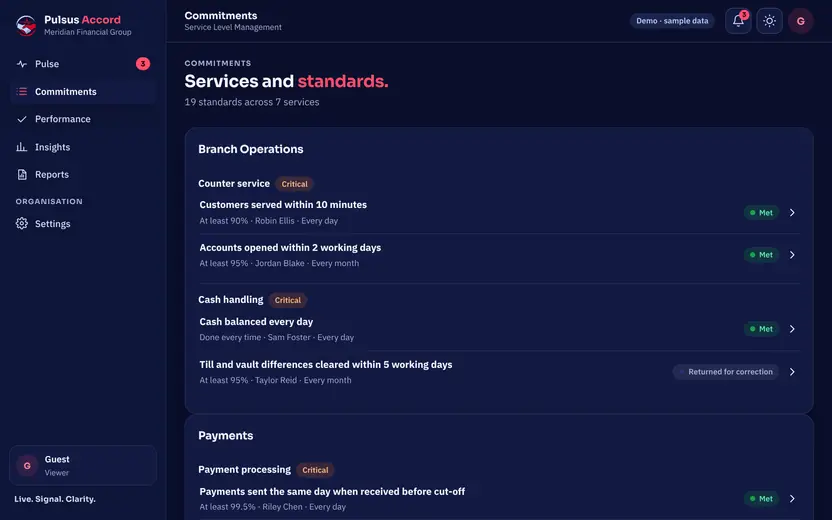 Pulsus Accord
Meridian Financial Group
Pulse 3
Commitments
Performance
Insights
Reports
ORGANISATION
Settings
G
Guest
Viewer
Live. Signal. Clarity.
Commitments
Service Level Management
Demo · sample data
3
G
COMMITMENTS
Services and standards.
19 standards across 7 services
Branch Operations
Counter service Critical
Customers served within 10 minutes
At least 90% · Robin Ellis · Every day
Met
Accounts opened within 2 working days
At least 95% · Jordan Blake · Every month
Met
Cash handling Critical
Cash balanced every day
Done every time · Sam Foster · Every day
Met
Till and vault differences cleared within 5 working days
At least 95% · Taylor Reid · Every month
Returned for correction
Payments
Payment processing Critical
Payments sent the same day when received before cut-off
At least 99.5% · Riley Chen · Every day
Met